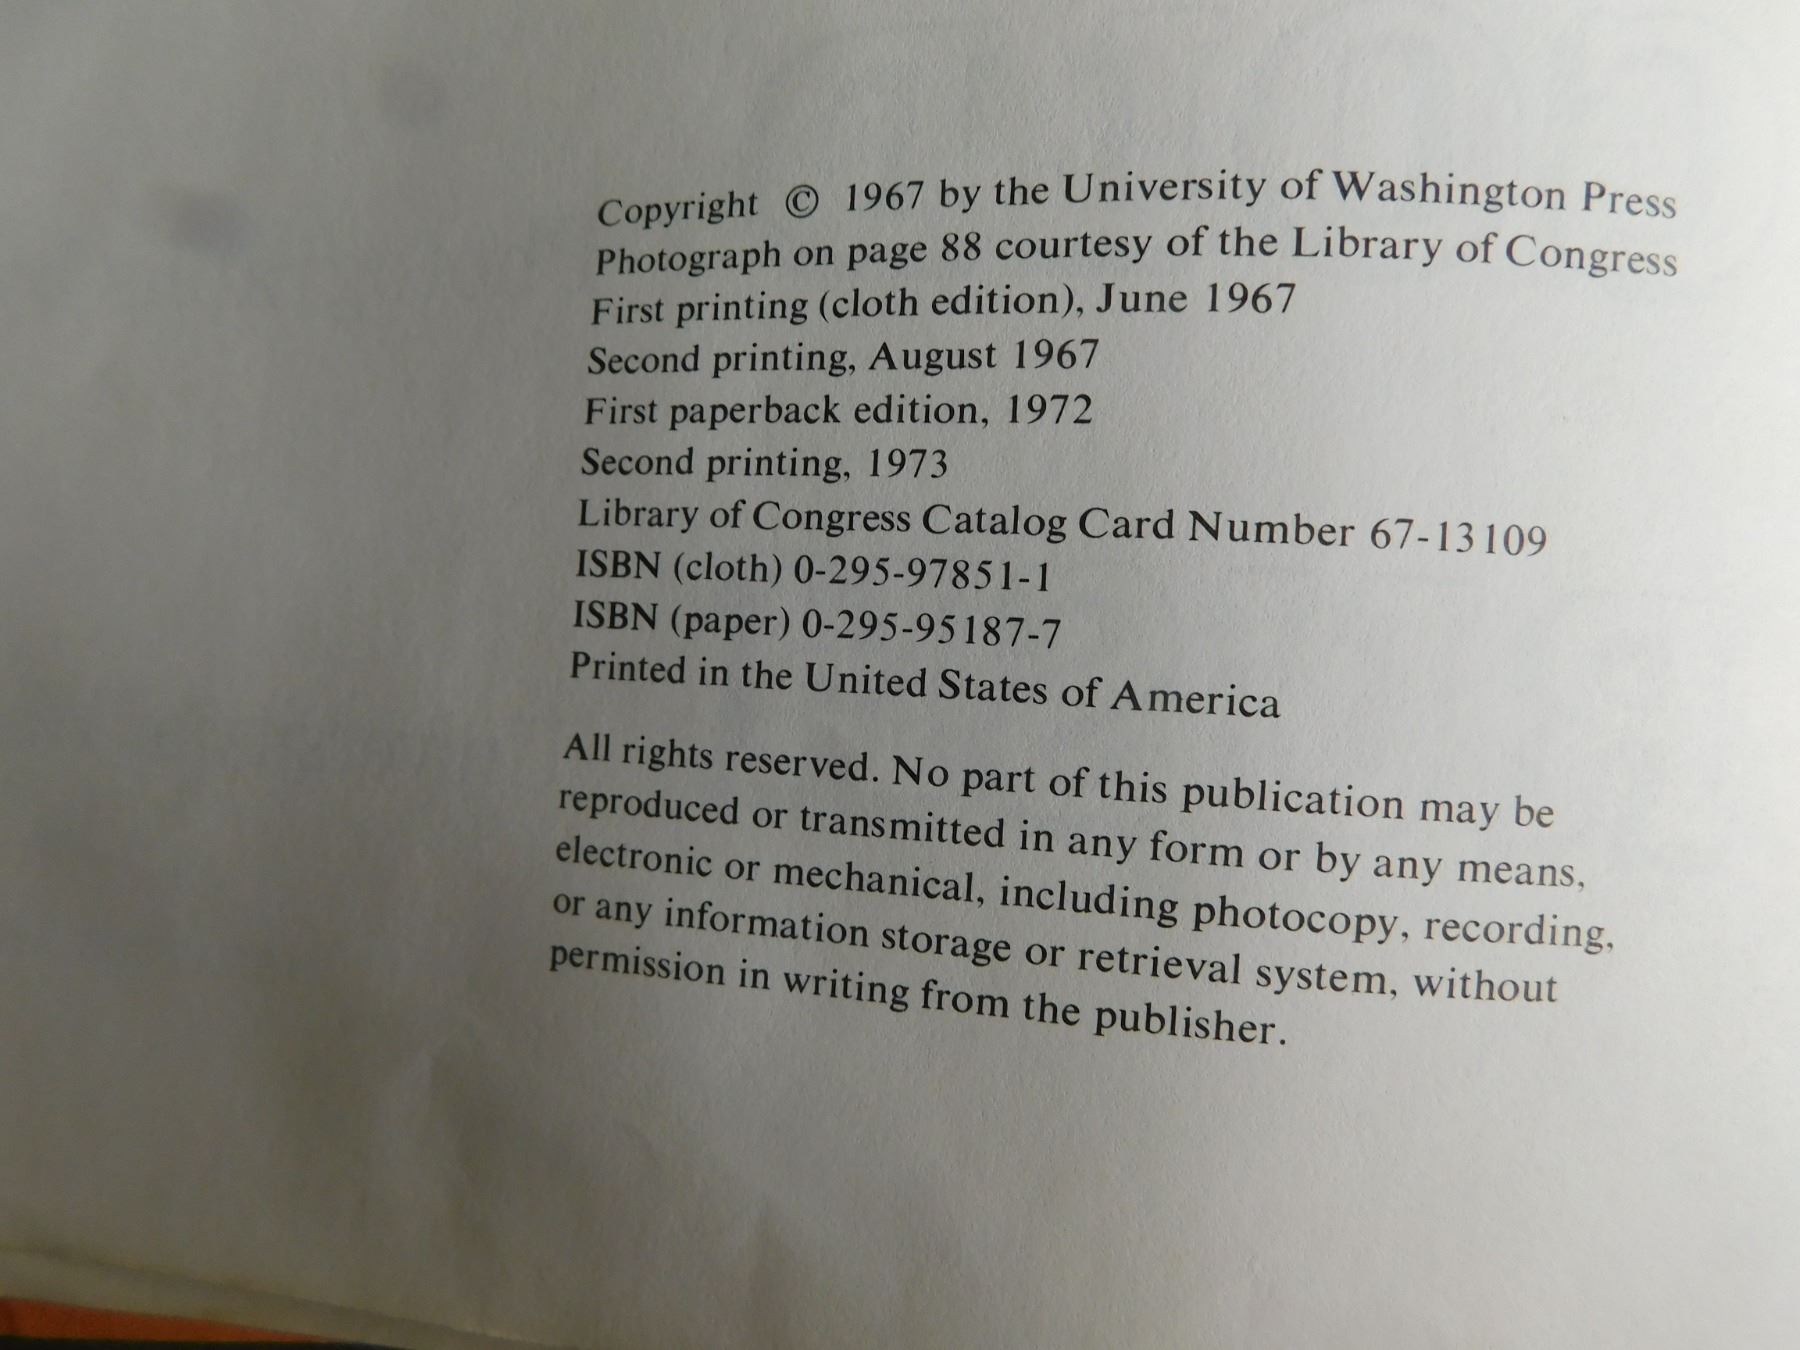 Copyright © 1967 by the University of Washington Press
Photograph on page 88 courtesy of the Library of Congress
First printing (cloth edition), June 1967
Second printing, August 1967
First paperback edition, 1972
Second printing, 1973
Library of Congress Catalog Card Number 67-13109
ISBN (cloth) 0-295-97851-1
ISBN (paper) 0-295-95187-7
Printed in the United States of America
All rights reserved. No part of this publication may be
reproduced or transmitted in any form or by any means,
electronic or mechanical, including photocopy, recording,
or any information storage or retrieval system, without
permission in writing from the publisher.